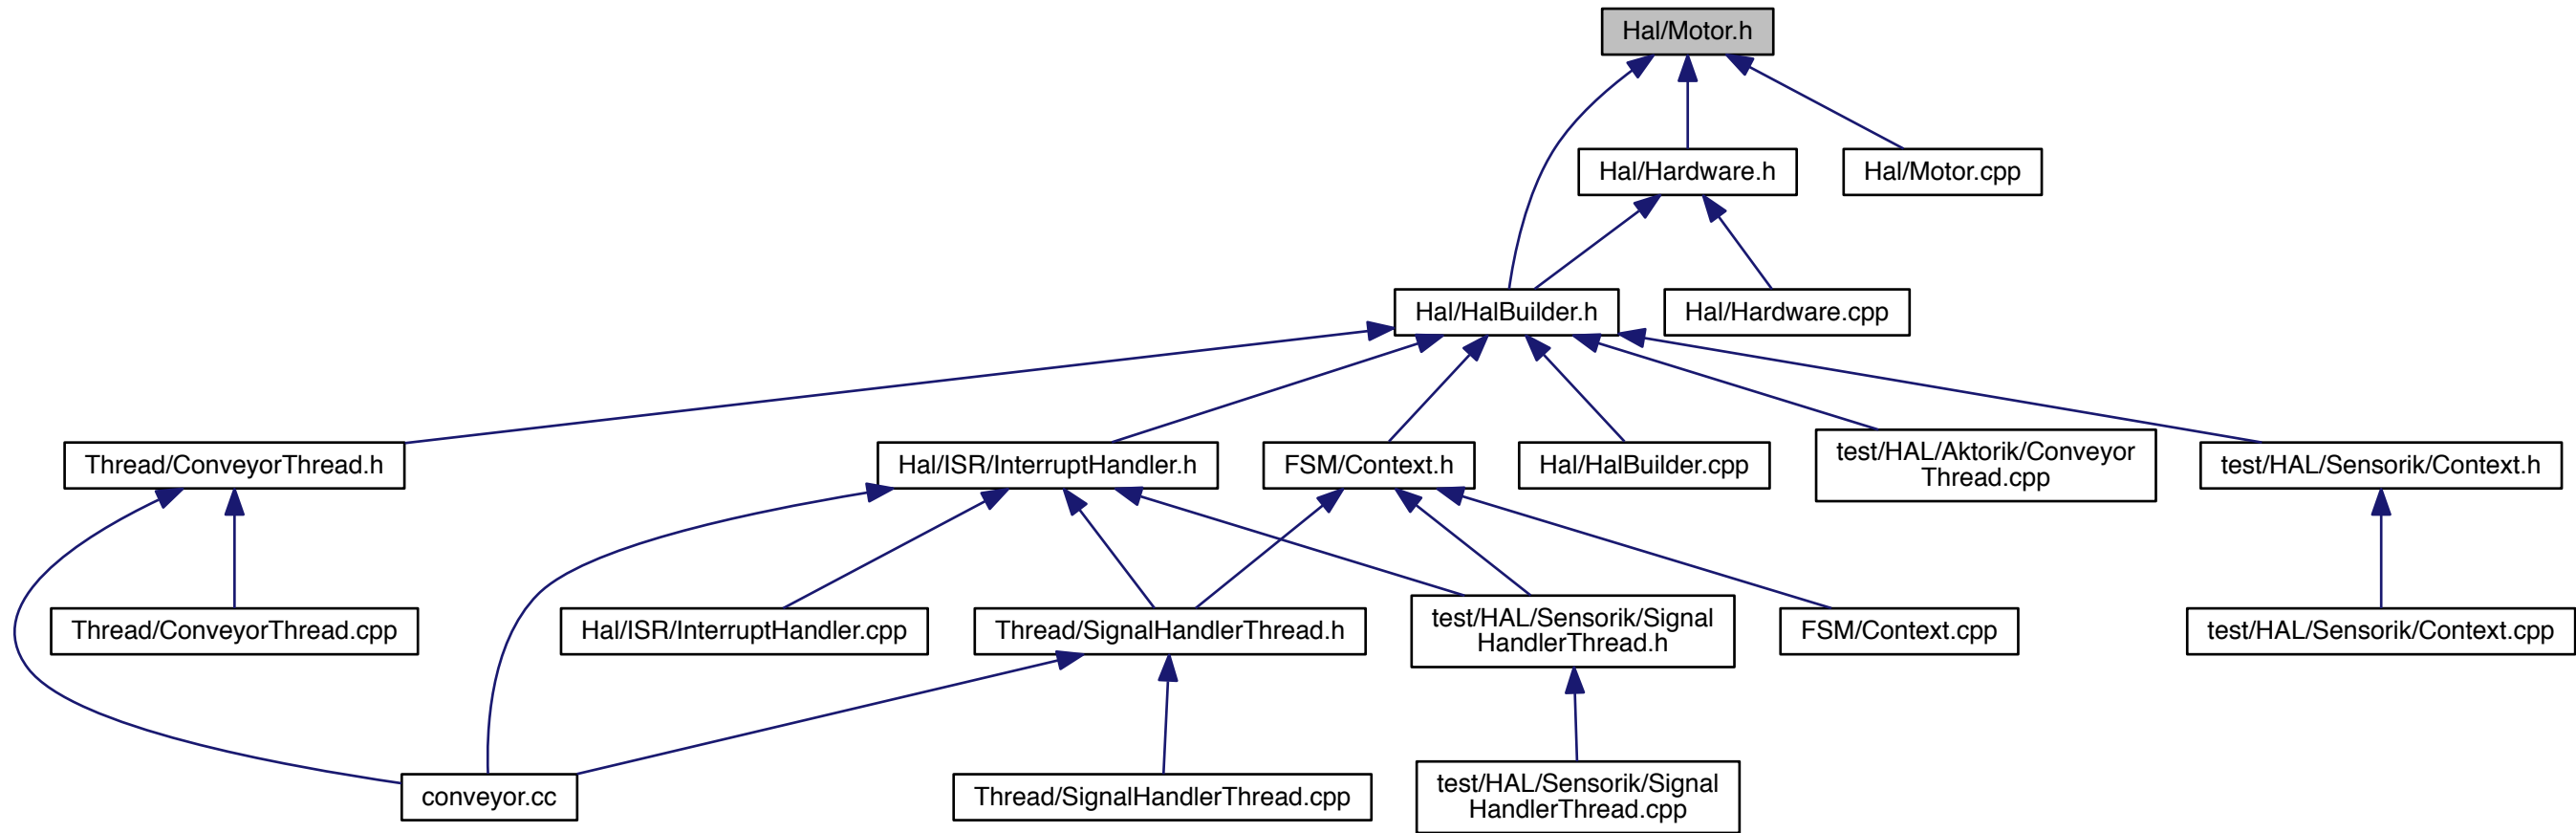 Hal/Motor.h
Hal/Hardware.h
Hal/Motor.cpp
Hal/HalBuilder.h
Hal/Hardware.cpp
Thread/ConveyorThread.h
Hal/ISR/InterruptHandler.h
FSM/Context.h
Hal/HalBuilder.cpp
test/HAL/Aktorik/Conveyor
Thread.cpp
test/HAL/Sensorik/Context.h
Thread/ConveyorThread.cpp
Hal/ISR/InterruptHandler.cpp
Thread/SignalHandlerThread.h
test/HAL/Sensorik/Signal
HandlerThread.h
FSM/Context.cpp
test/HAL/Sensorik/Context.cpp
conveyor.cc
Thread/SignalHandlerThread.cpp
test/HAL/Sensorik/Signal
HandlerThread.cpp